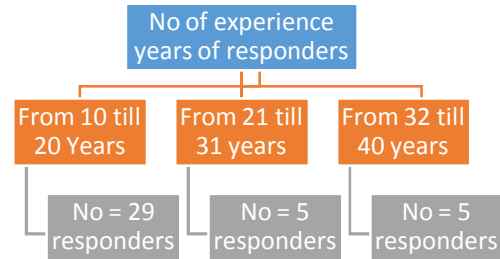 No of experience
years of responders
From 10 till
20 Years
From 21 till
31 years
From 32 till
40 years
No = 29
responders
No = 5
responders
No = 5
responders